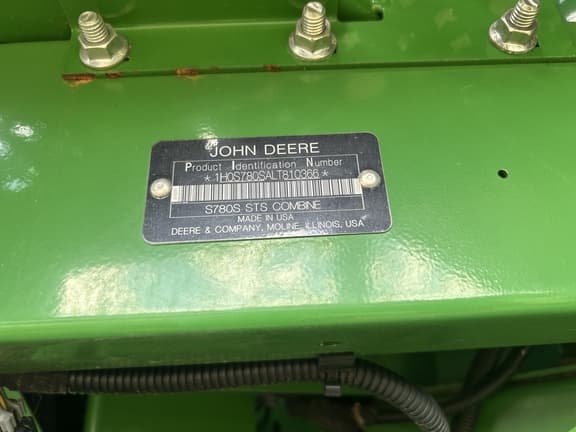 JOHN DEERE
Product Identification Number
*1H0S780SALT810366*
S780S STS COMBINE
MADE IN USA
DEERE & COMPANY, MOLINE, ILLINOIS, USA